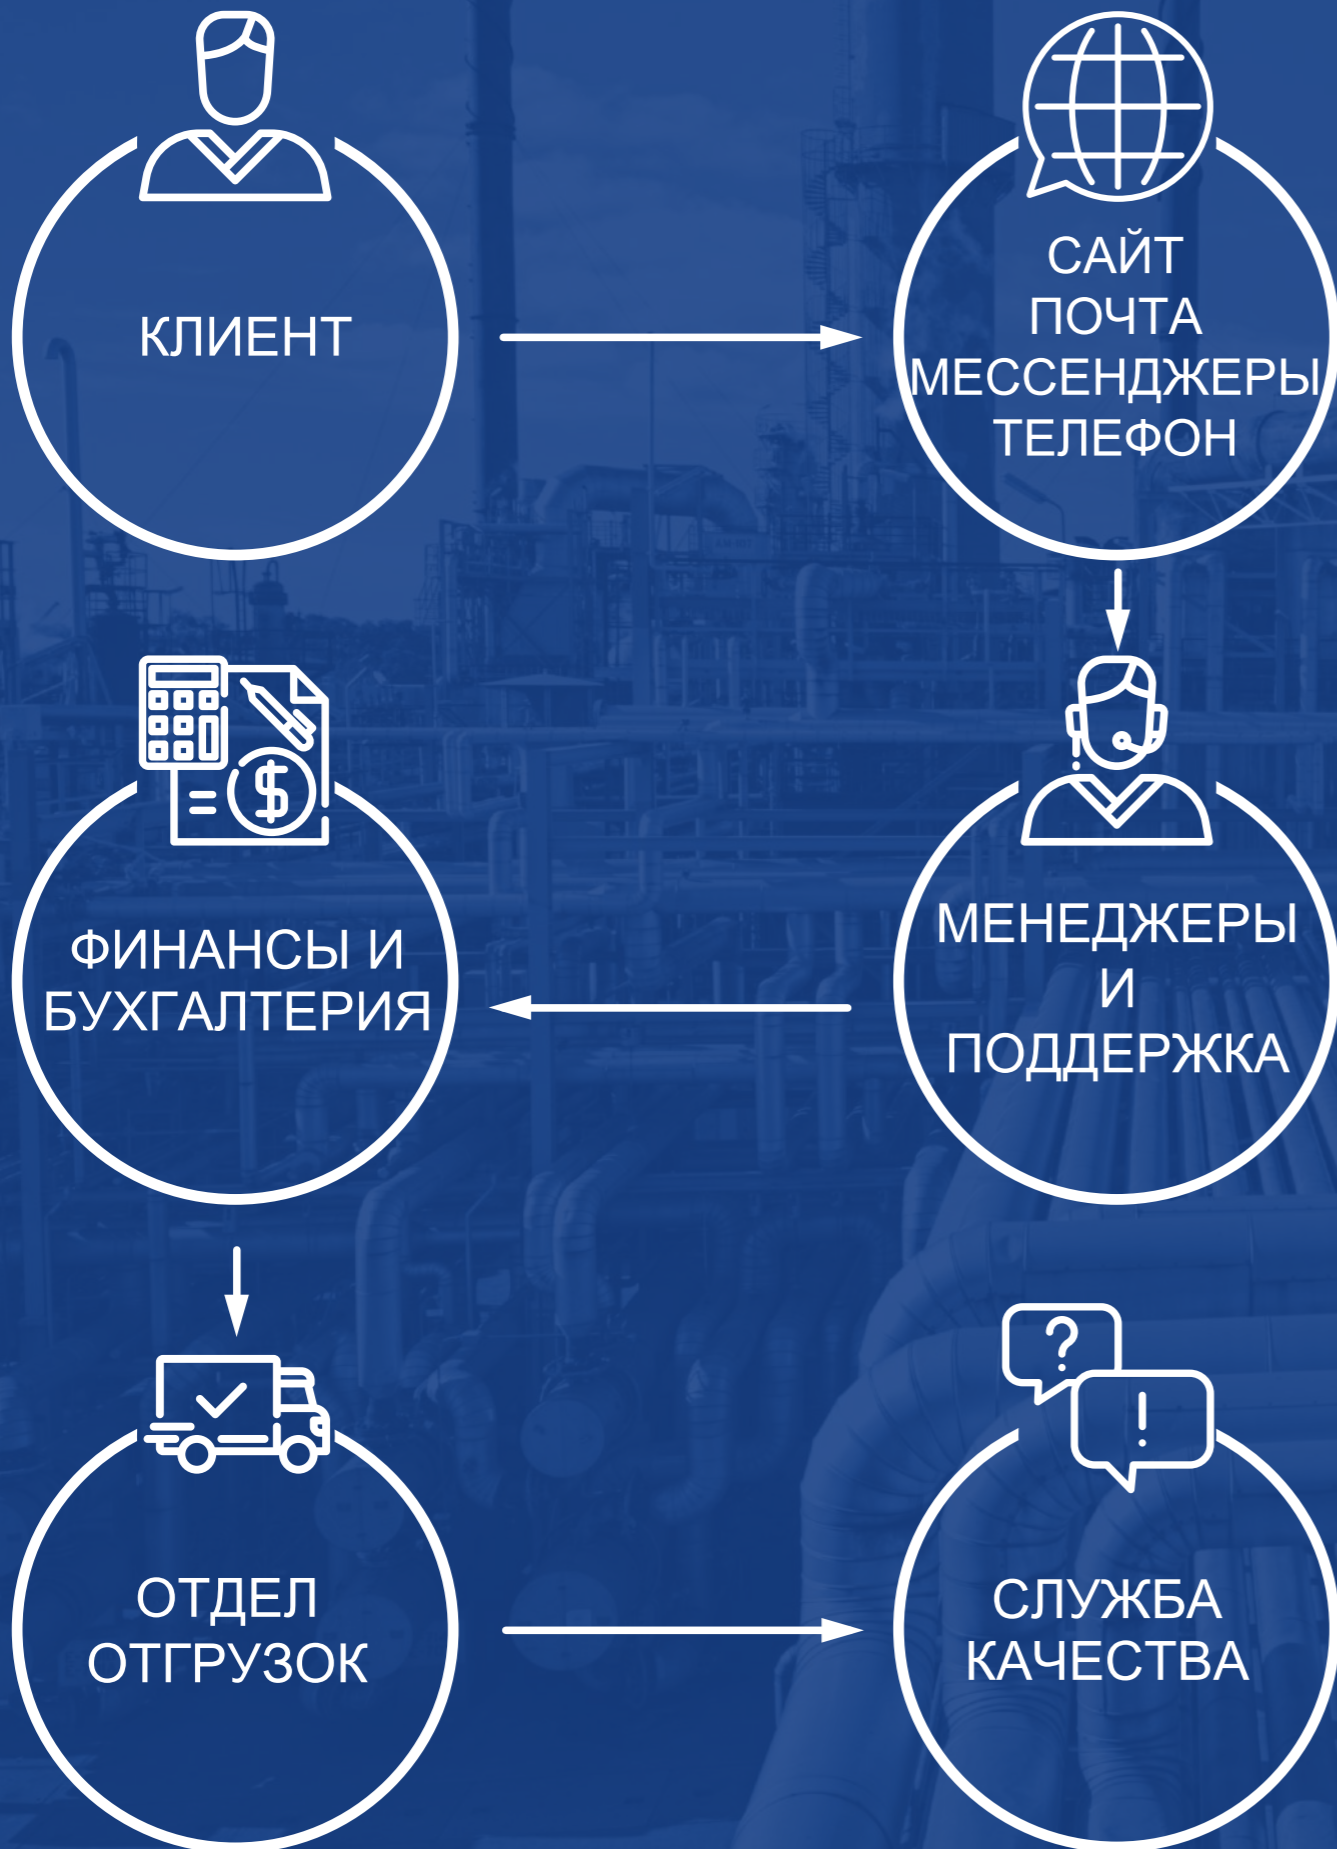 КЛИЕНТ
САЙТ
ПОЧТА
МЕССЕНДЖЕРЫ
ТЕЛЕФОН
МЕНЕДЖЕРЫ
И
ПОДДЕРЖКА
ФИНАНСЫ И
БУХГАЛТЕРИЯ
ОТДЕЛ
ОТГРУЗОК
СЛУЖБА
КАЧЕСТВА